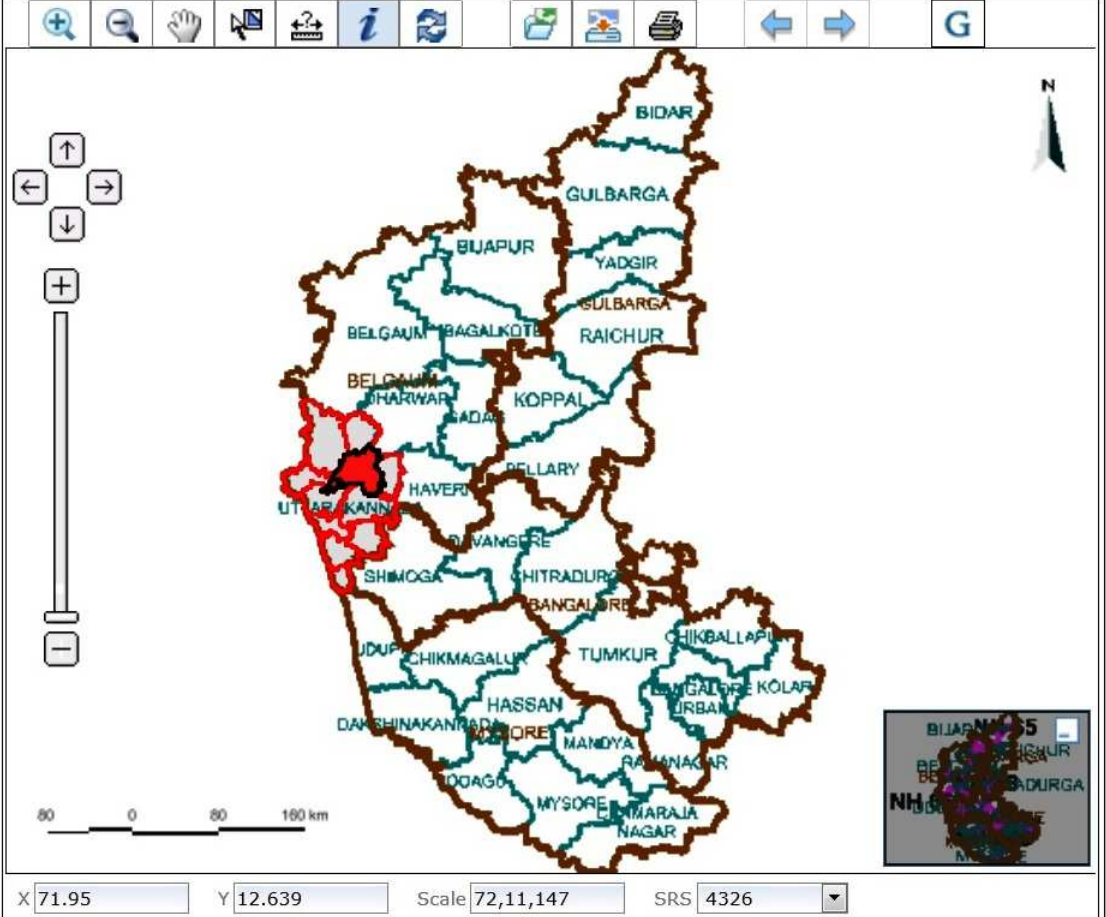 i
G
N
BIDAR
GULBARGA
BIJAPUR
YADGIR
GULBARGA
BELGAUM
BAGALKOTE
RAICHUR
BELGAUM
DHARWAR
KOPPAL
GADAG
BELLARY
HAVERI
UTTARAKANNADA
DAVANGERE
SHIMOGA
CHITRADURGA
BANGALORE
UDUPI
CHIKMAGALUR
TUMKUR
CHIKBALLAPUR
BANGALORE
URBAN
KOLAR
HASSAN
DAKSHINAKANNADA
MYSORE
MANDYA
RAMANAGAR
KODAGU
MYSORE
CHAMARAJA
NAGAR
80 0 80 160 km
X 71.95 Y 12.639 Scale 72,11,147 SRS 4326